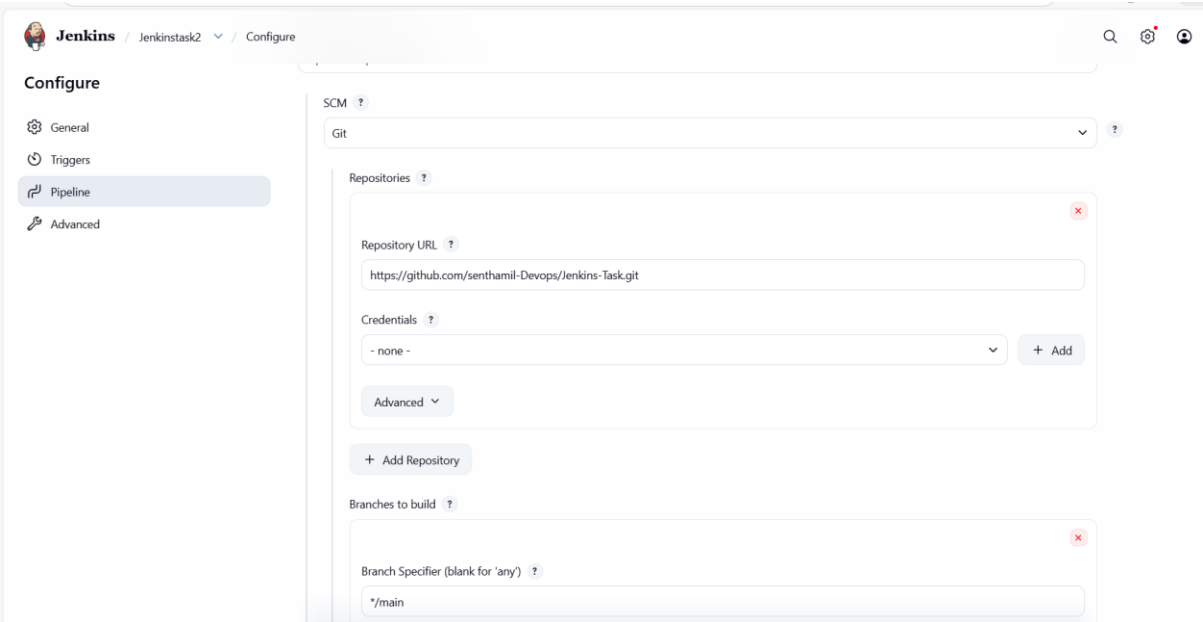 Jenkins / Jenkinstask2 / Configure
Configure
General
Triggers
Pipeline
Advanced
SCM ?
Git
?
Repositories ?
Repository URL ?
https://github.com/senthamil-Devops/Jenkins-Task.git
Credentials ?
- none -
+ Add
Advanced
+ Add Repository
Branches to build ?
Branch Specifier (blank for 'any') ?
*/main